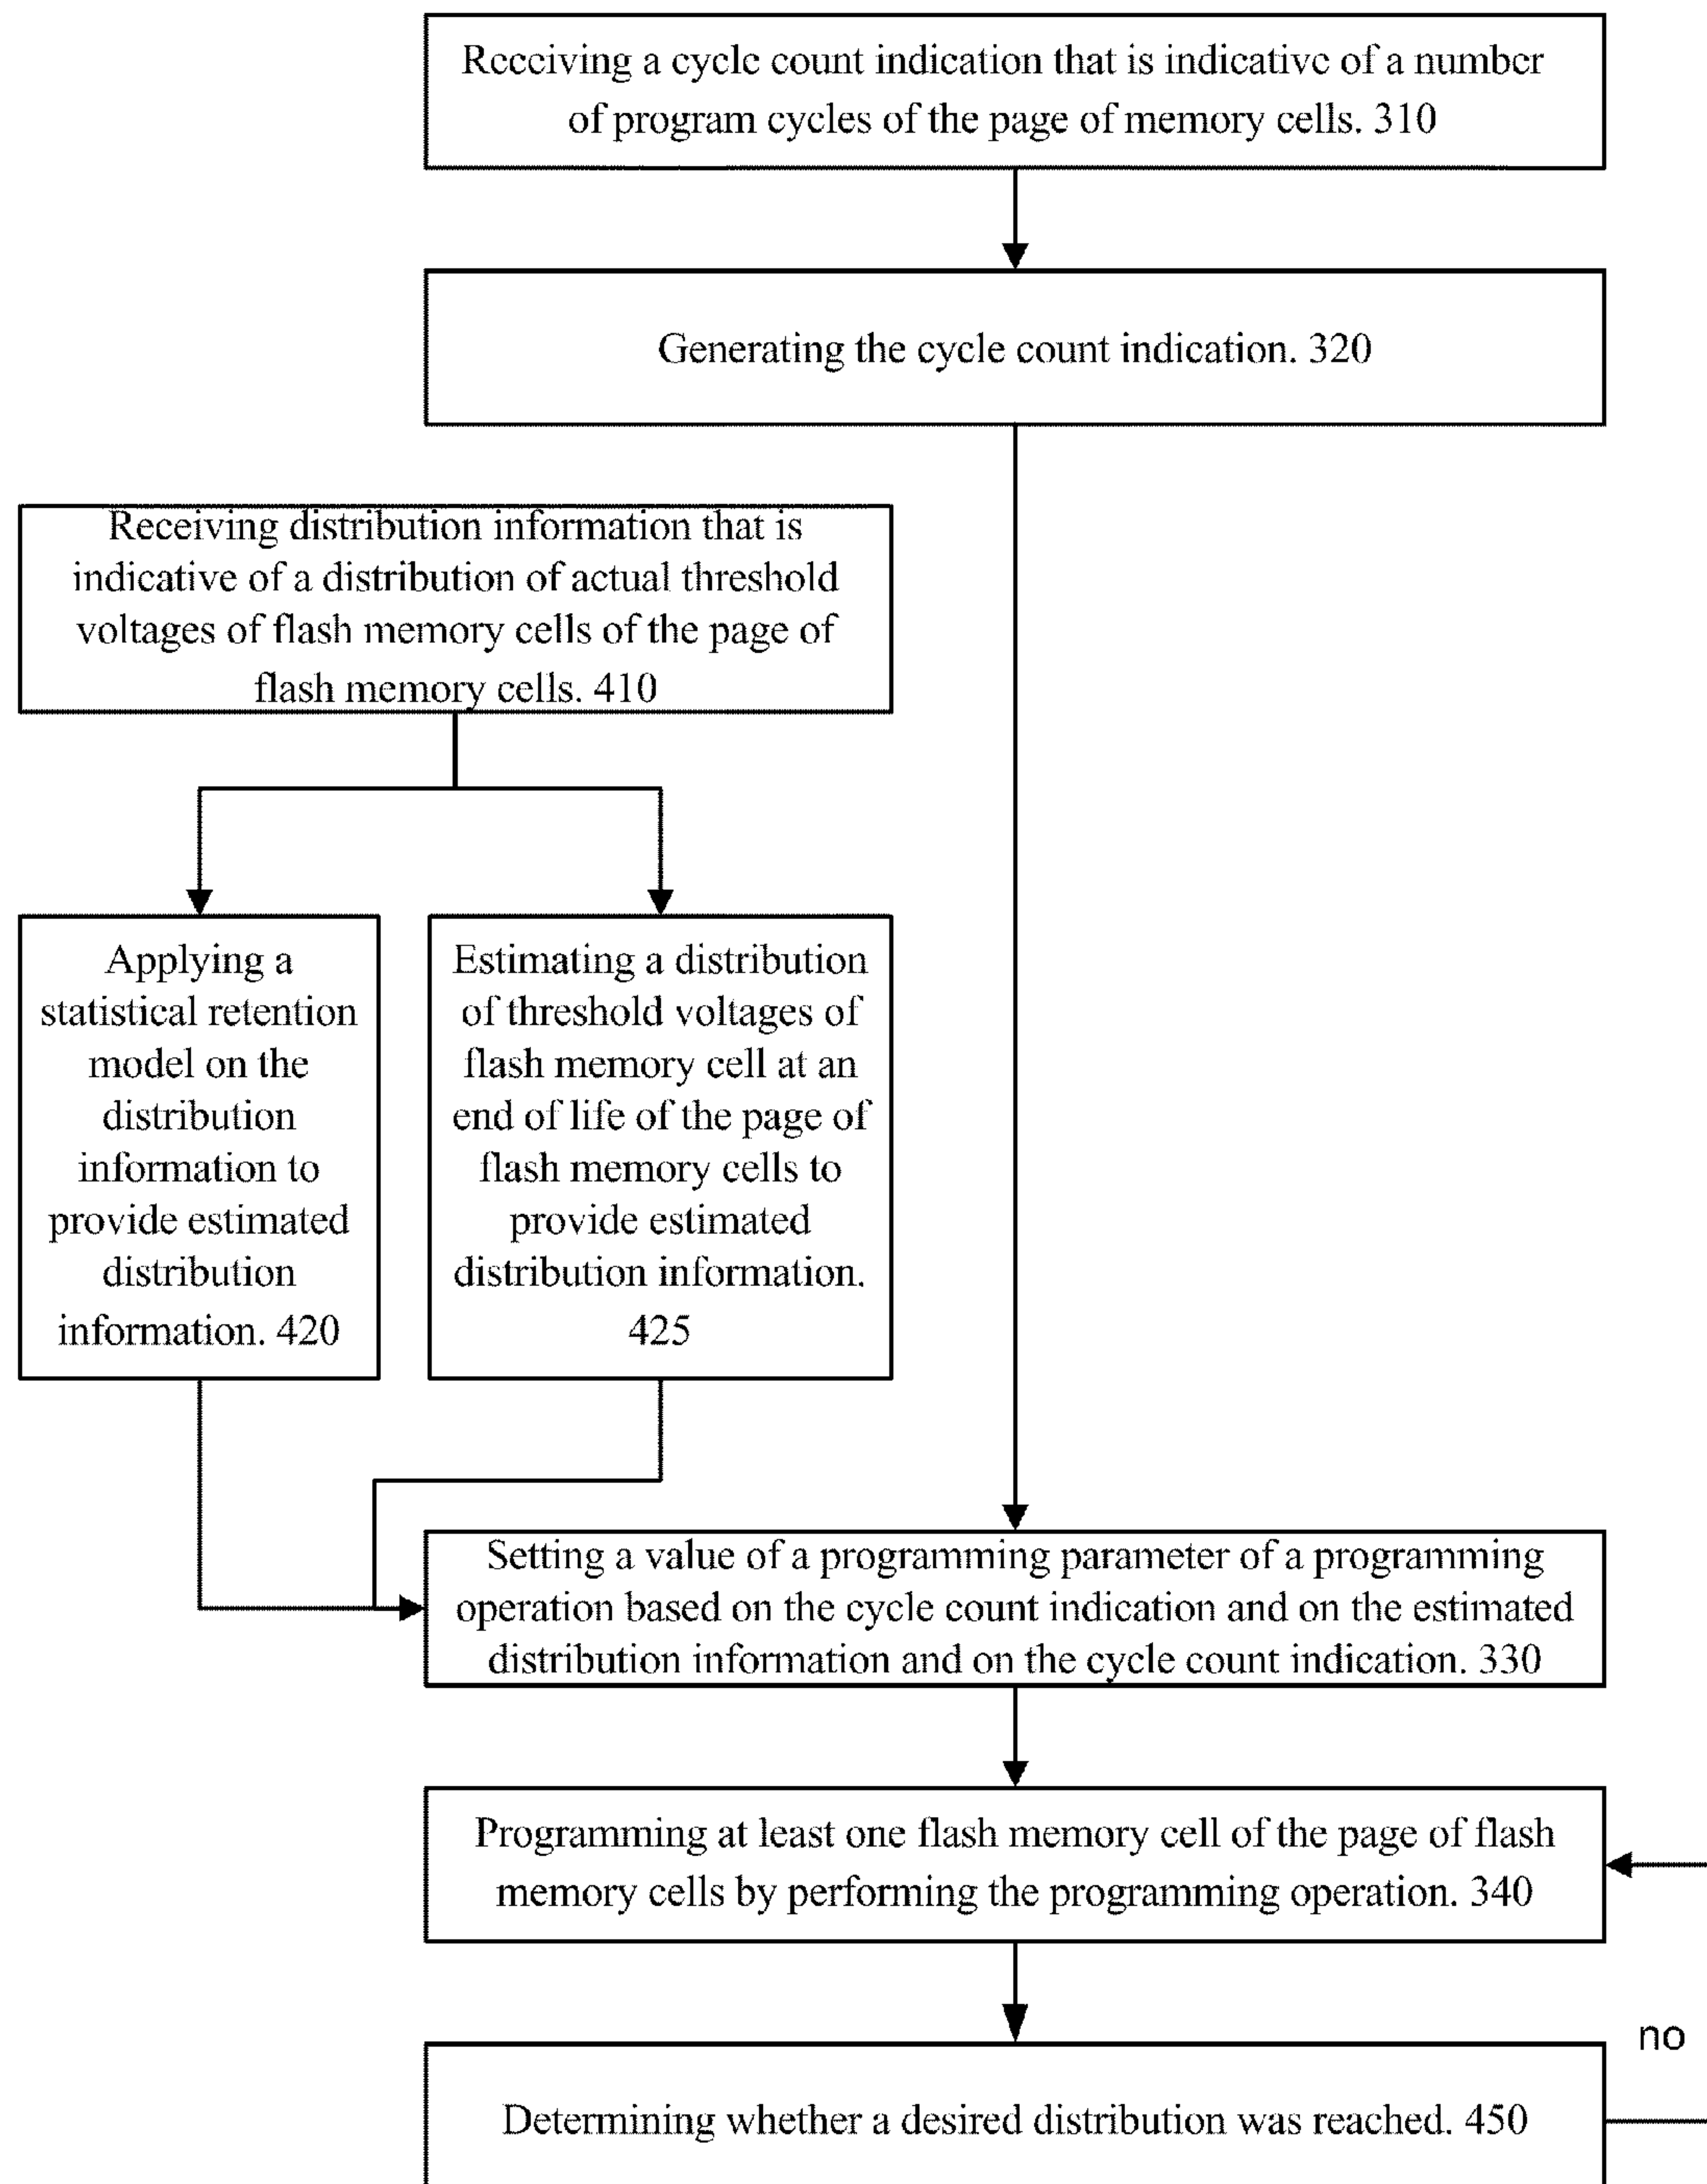 Receiving a cycle count indication that is indicative of a number
of program cycles of the page of memory cells. 310
Generating the cycle count indication. 320
Receiving distribution information that is
indicative of a distribution of actual threshold
voltages of flash memory cells of the page of
flash memory cells. 410
Applying a
statistical retention
model on the
distribution
information to
provide estimated
distribution
information. 420
Estimating a distribution
of threshold voltages of
flash memory cell at an
end of life of the page of
flash memory cells to
provide estimated
distribution information.
425
Setting a value of a programming parameter of a programming
operation based on the cycle count indication and on the estimated
distribution information and on the cycle count indication. 330
Programming at least one flash memory cell of the page of flash
memory cells by performing the programming operation. 340
no
Determining whether a desired distribution was reached. 450